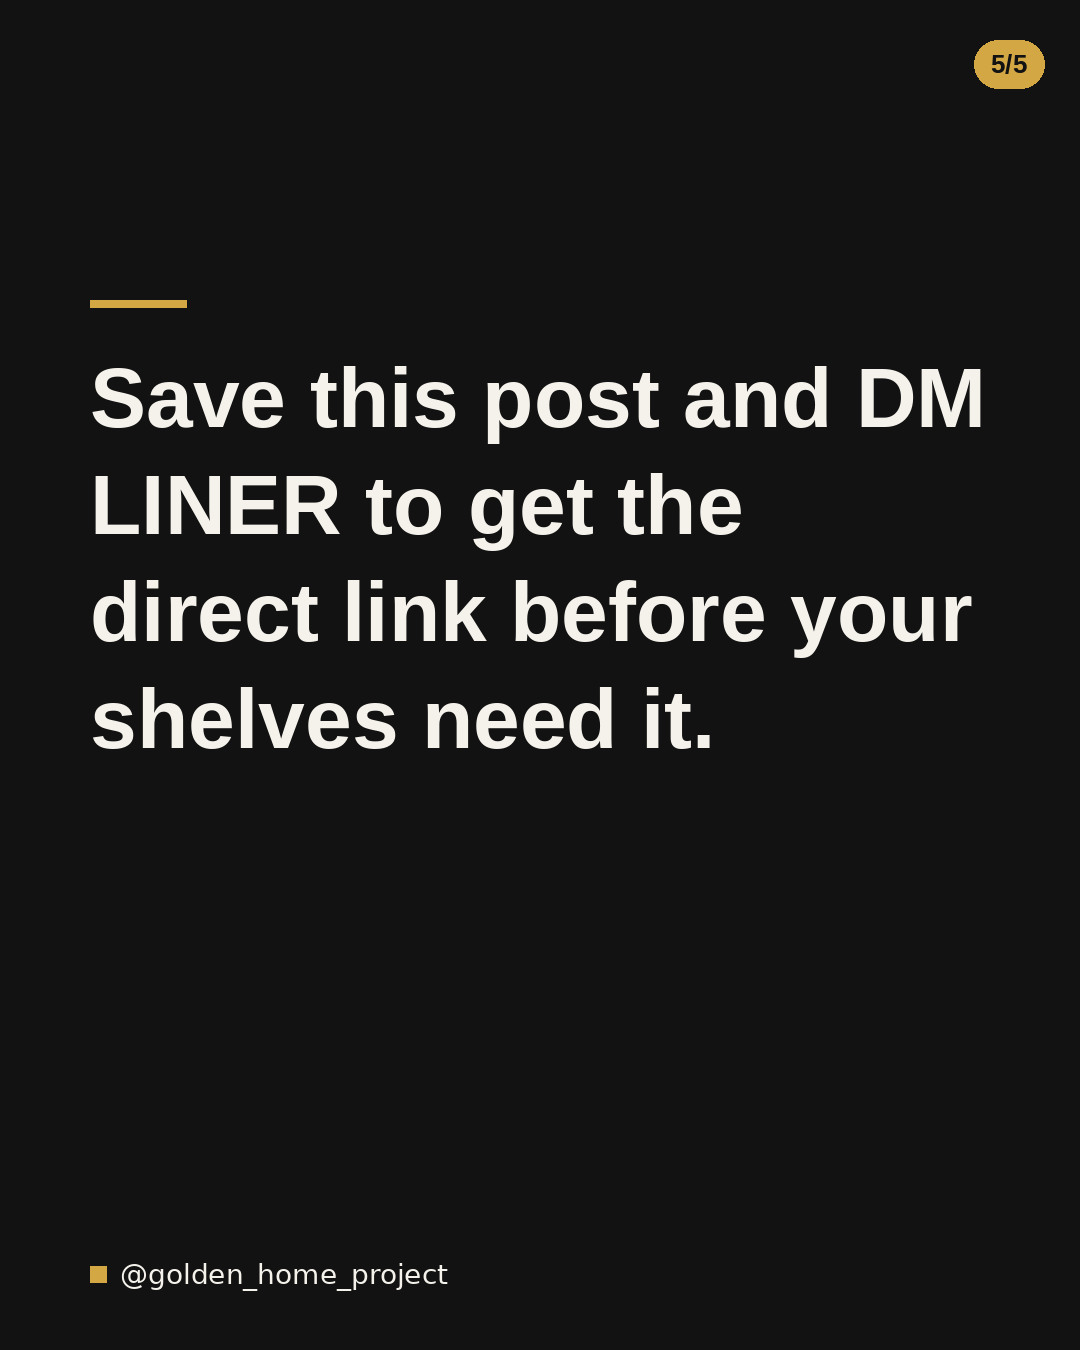 5/5
Save this post and DM
LINER to get the
direct link before your
shelves need it.
@golden_home_project